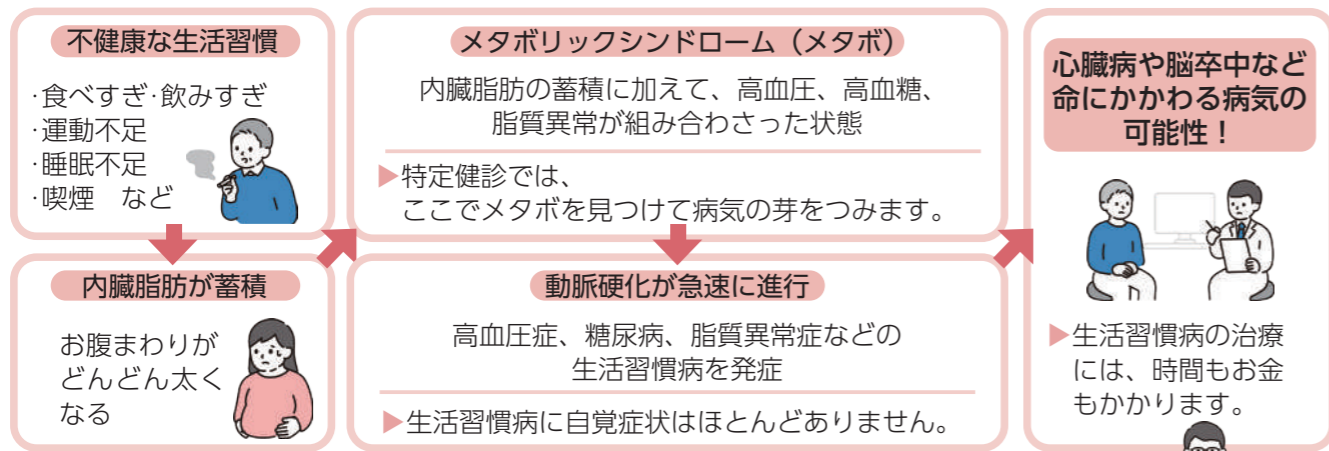 不健康な生活習慣
·食べすぎ·飲みすぎ
·運動不足
·睡眠不足
·喫煙　など
内臓脂肪が蓄積
お腹まわりが
どんどん太く
なる
メタボリックシンドローム（メタボ）
内臓脂肪の蓄積に加えて、高血圧、高血糖、
脂質異常が組み合わさった状態
▶特定健診では、
ここでメタボを見つけて病気の芽をつみます。
動脈硬化が急速に進行
高血圧症、糖尿病、脂質異常症などの
生活習慣病を発症
▶生活習慣病に自覚症状はほとんどありません。
心臓病や脳卒中など
命にかかわる病気の
可能性！
▶生活習慣病の治療
には、時間もお金
もかかります。